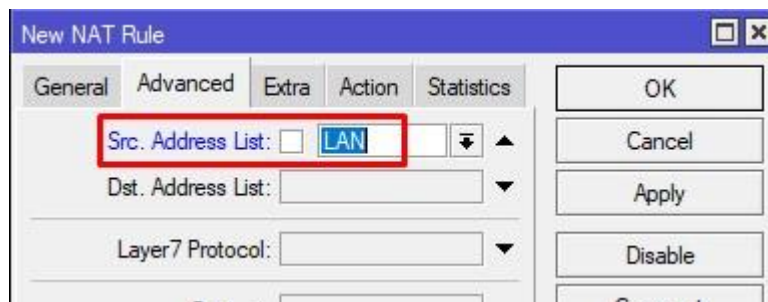 New NAT Rule
General Advanced Extra Action Statistics OK
Src. Address List: LAN Cancel
Dst. Address List: Apply
Layer7 Protocol: Disable